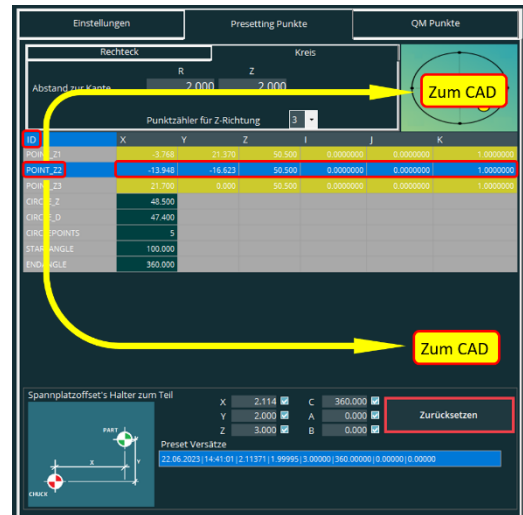 Einstellungen Presetting Punkte QM Punkte
Rechteck Kreis
R Z
Abstand zur Kante 2.000 2.000
Zum CAD
Punktzähler für Z-Richtung 3
ID X Y Z I J K
POINT_Z1 -3.768 21.370 50.500 0.0000000 0.0000000 1.0000000
POINT_Z2 -13.948 -16.623 50.500 0.0000000 0.0000000 1.0000000
POINT_Z3 21.700 0.000 50.500 0.0000000 0.0000000 1.0000000
CIRCLE_Z 48.500
CIRCLE_D 47.400
CIRCLEPOINTS 5
STARTANGLE 100.000
ENDANGLE 360.000
Zum CAD
Spannplatzoffset's Halter zum Teil
X 2.114 C 360.000
Y 2.000 A 0.000 Zurücksetzen
Z 3.000 B 0.000
PART
X Y
CHUCK
Preset Versätze
22.06.2023|14:41:01|2.11371|1.99995|3.00000|360.00000|0.00000|0.00000